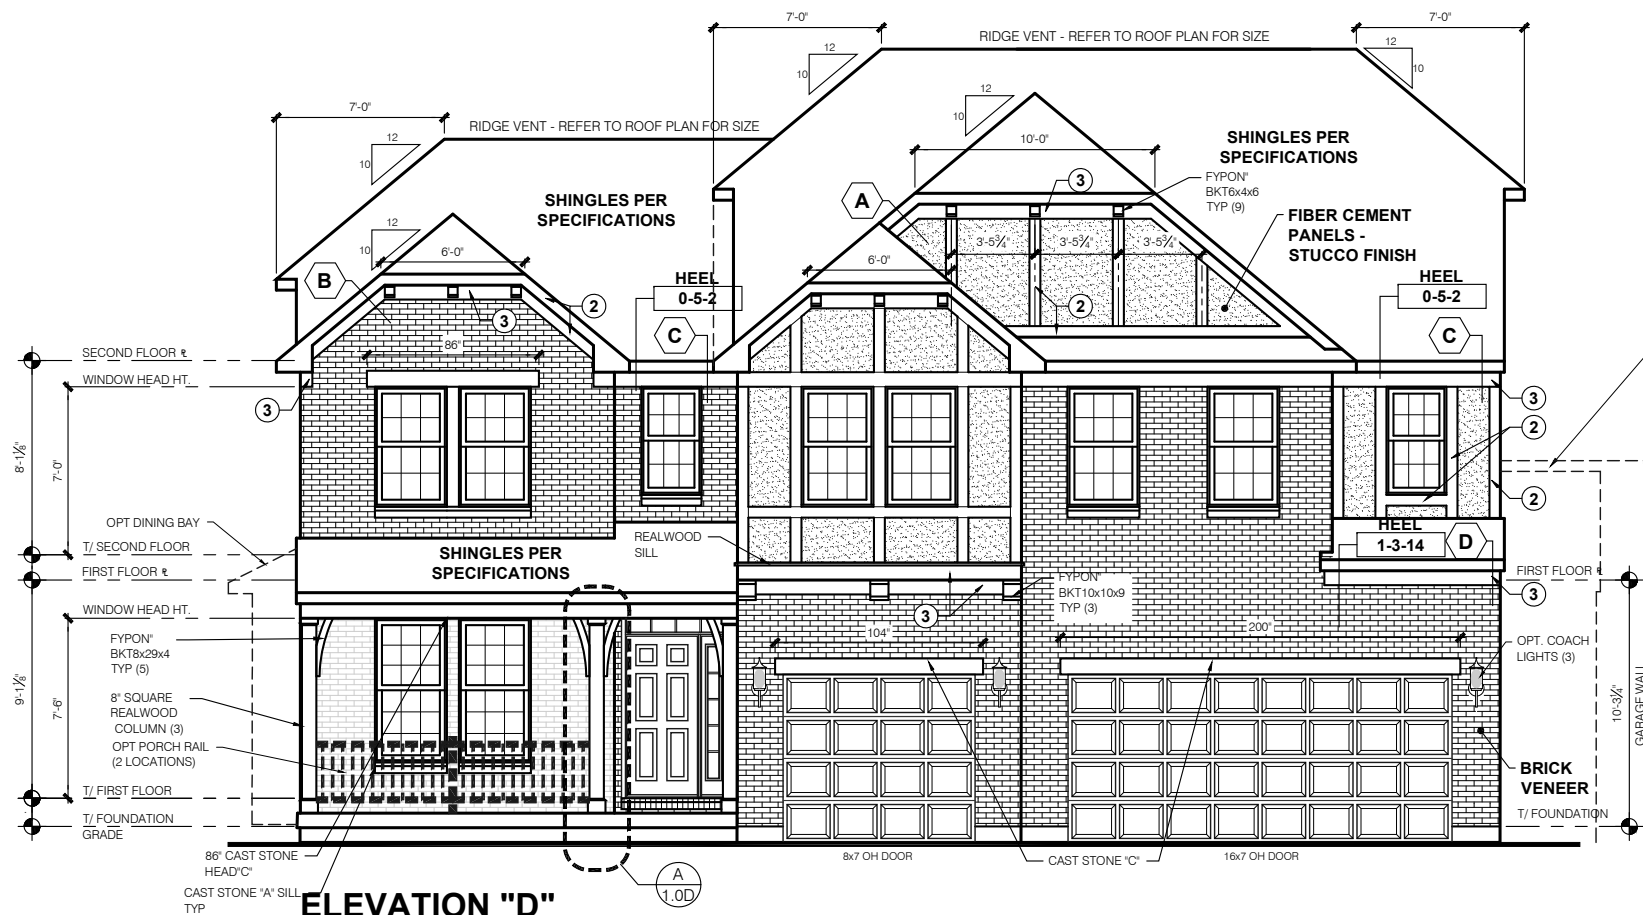 7'-0"
7'-0"
RIDGE VENT - REFER TO ROOF PLAN FOR SIZE
12
10
12
10
12
10
7'-0"
RIDGE VENT - REFER TO ROOF PLAN FOR SIZE
12
10
10'-0"
SHINGLES PER
SPECIFICATIONS
FYPON"
BKT6x4x6
TYP (9)
3
A
SHINGLES PER
SPECIFICATIONS
FIBER CEMENT
PANELS -
STUCCO FINISH
12
10
6'-0"
3'-5¾"
3'-5¾"
3'-5¾"
6'-0"
B
HEEL
0-5-2
HEEL
0-5-2
2
3
2
C
C
86"
SECOND FLOOR ℄
WINDOW HEAD HT.
3
3
2
2
8'-1⅛"
7'-0"
OPT DINING BAY
T/ SECOND FLOOR
FIRST FLOOR ℄
SHINGLES PER
SPECIFICATIONS
REALWOOD
SILL
HEEL
1-3-14
D
FIRST FLOOR ℄
3
FYPON"
BKT10x10x9
TYP (3)
3
WINDOW HEAD HT.
104"
200"
FYPON"
BKT8x29x4
TYP (5)
OPT. COACH
LIGHTS (3)
8" SQUARE
REALWOOD
COLUMN (3)
OPT PORCH RAIL
(2 LOCATIONS)
9'-1⅛"
7'-6"
10'-3¼"
GARAGE WALL
BRICK
VENEER
T/ FIRST FLOOR
T/ FOUNDATION
GRADE
T/ FOUNDATION
86" CAST STONE
HEAD"C"
8x7 OH DOOR
CAST STONE "C"
16x7 OH DOOR
CAST STONE "A" SILL
TYP
A
1.0D
ELEVATION "D"